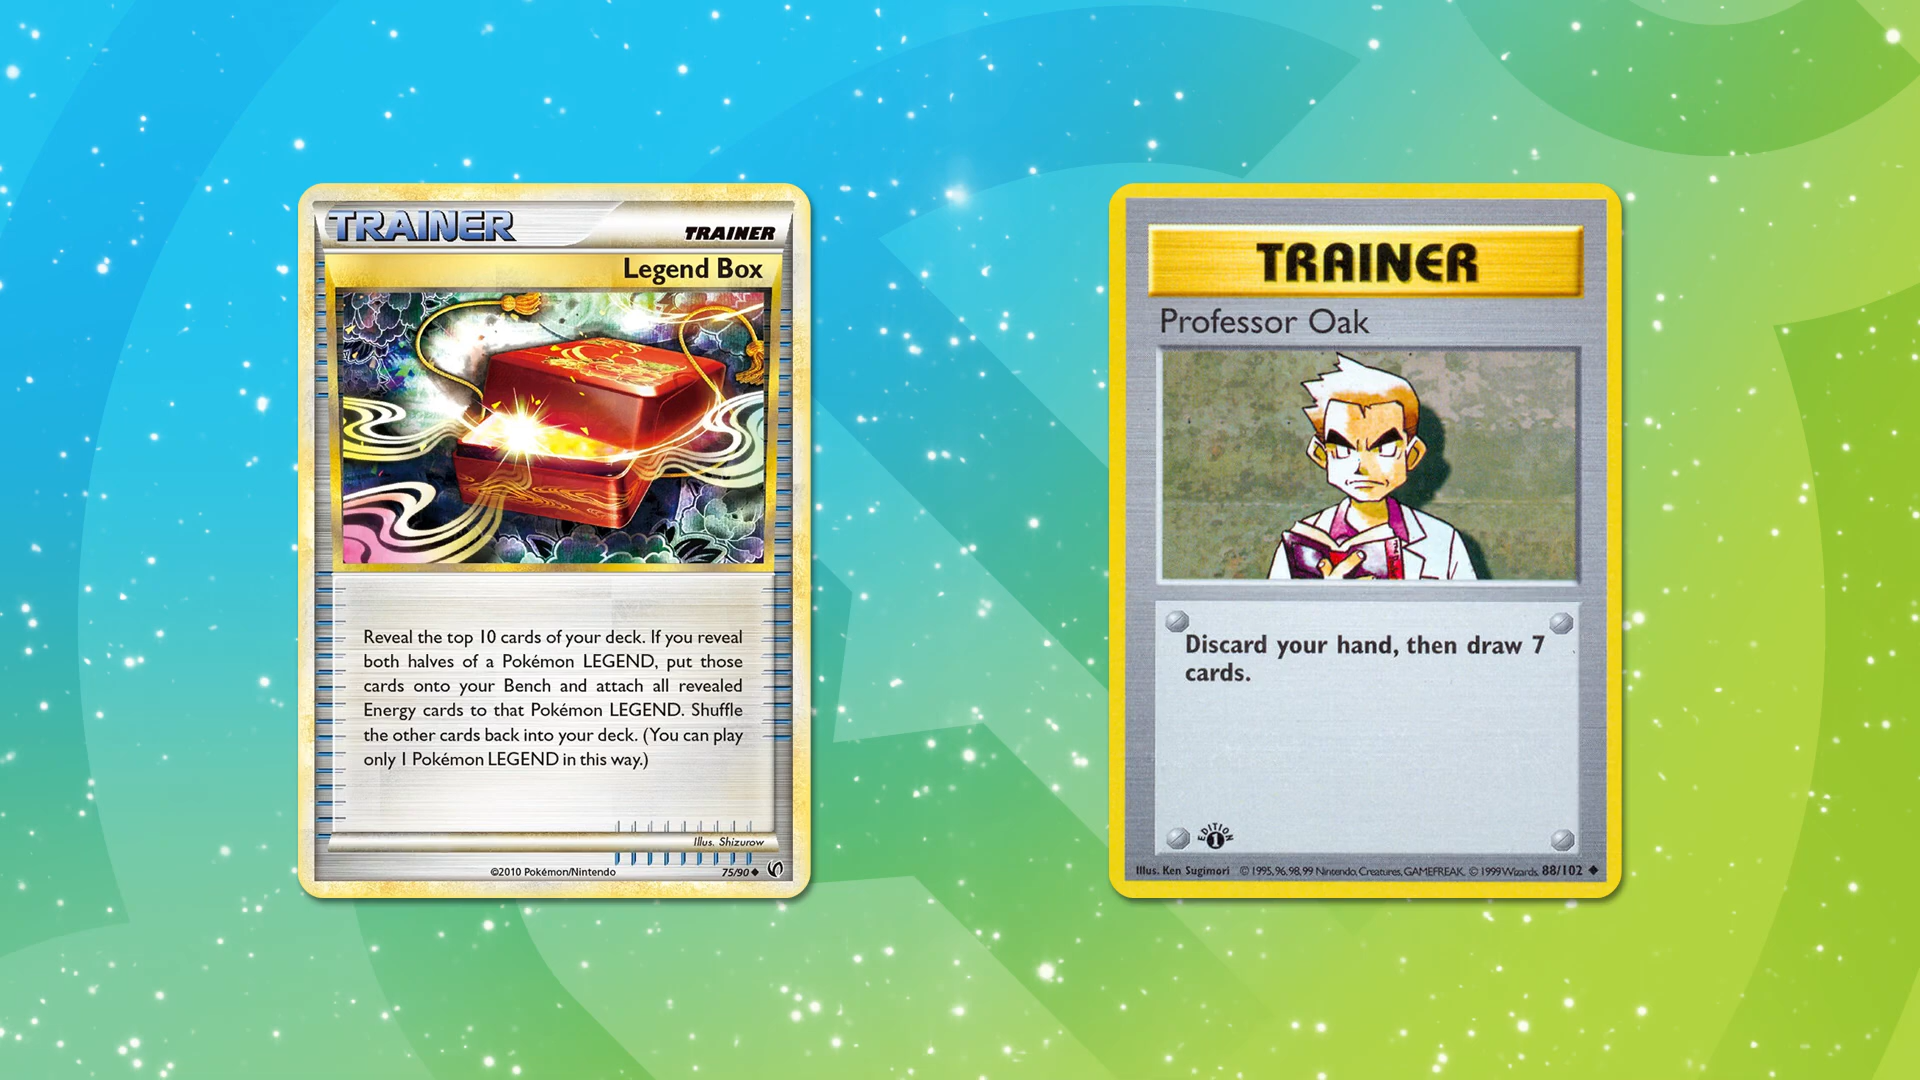 TRAINER
TRAINER
Legend Box
Reveal the top 10 cards of your deck. If you reveal
both halves of a Pokémon LEGEND, put those
cards onto your Bench and attach all revealed
Energy cards to that Pokémon LEGEND. Shuffle
the other cards back into your deck. (You can play
only 1 Pokémon LEGEND in this way.)
Illus. Shizurow
©2010 Pokémon/Nintendo
75/90
TRAINER
Professor Oak
Discard your hand, then draw 7
cards.
EDITION
1
Illus. Ken Sugimori © 1995, 96, 98, 99 Nintendo, Creatures, GAMEFREAK. © 1999 Wizards. 88/102